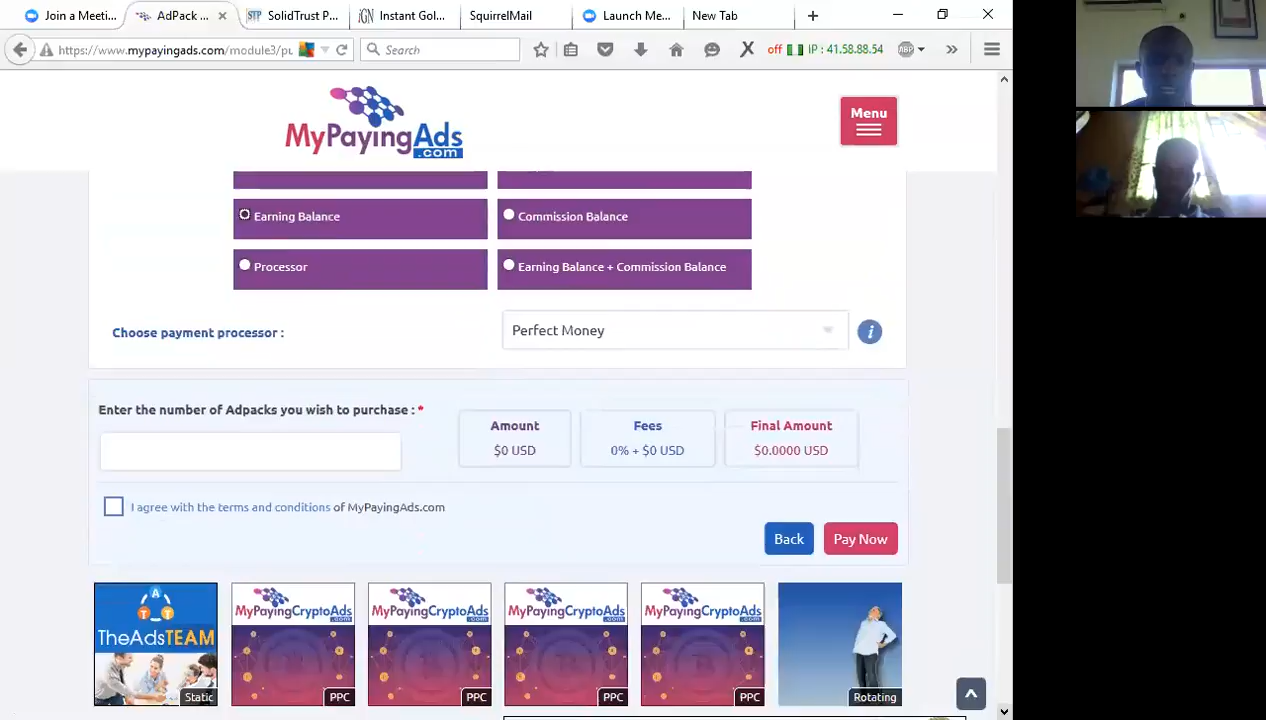 Join a Meeti...
AdPack ...
SolidTrust P...
Instant Gol...
SquirrelMail
Launch Me...
New Tab
https://www.mypayingads.com/module3/pu
Search
off IP : 41.58.88.54
ABP
MyPayingAds
.com
Menu
Earning Balance
Commission Balance
Processor
Earning Balance + Commission Balance
Choose payment processor :
Perfect Money
i
Enter the number of Adpacks you wish to purchase : *
Amount
$0 USD
Fees
0% + $0 USD
Final Amount
$0.0000 USD
I agree with the terms and conditions of MyPayingAds.com
Back
Pay Now
A
T T
TheAdsTEAM
Static
MyPayingCryptoAds
PPC
MyPayingCryptoAds
PPC
MyPayingCryptoAds
PPC
MyPayingCryptoAds
PPC
Rotating